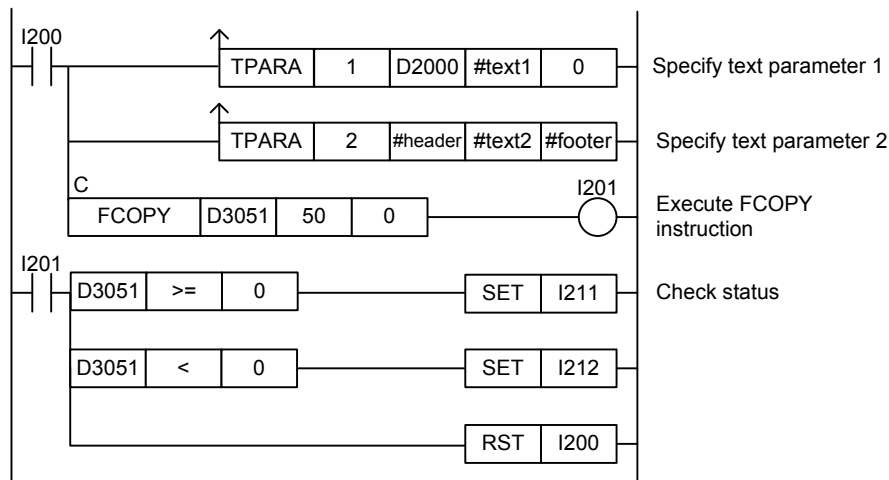 I200
TPARA 1 D2000 #text1 0 Specify text parameter 1
TPARA 2 #header #text2 #footer Specify text parameter 2
C
FCOPY D3051 50 0 I201 Execute FCOPY
instruction
I201
D3051 >= 0 SET I211 Check status
D3051 < 0 SET I212
RST I200